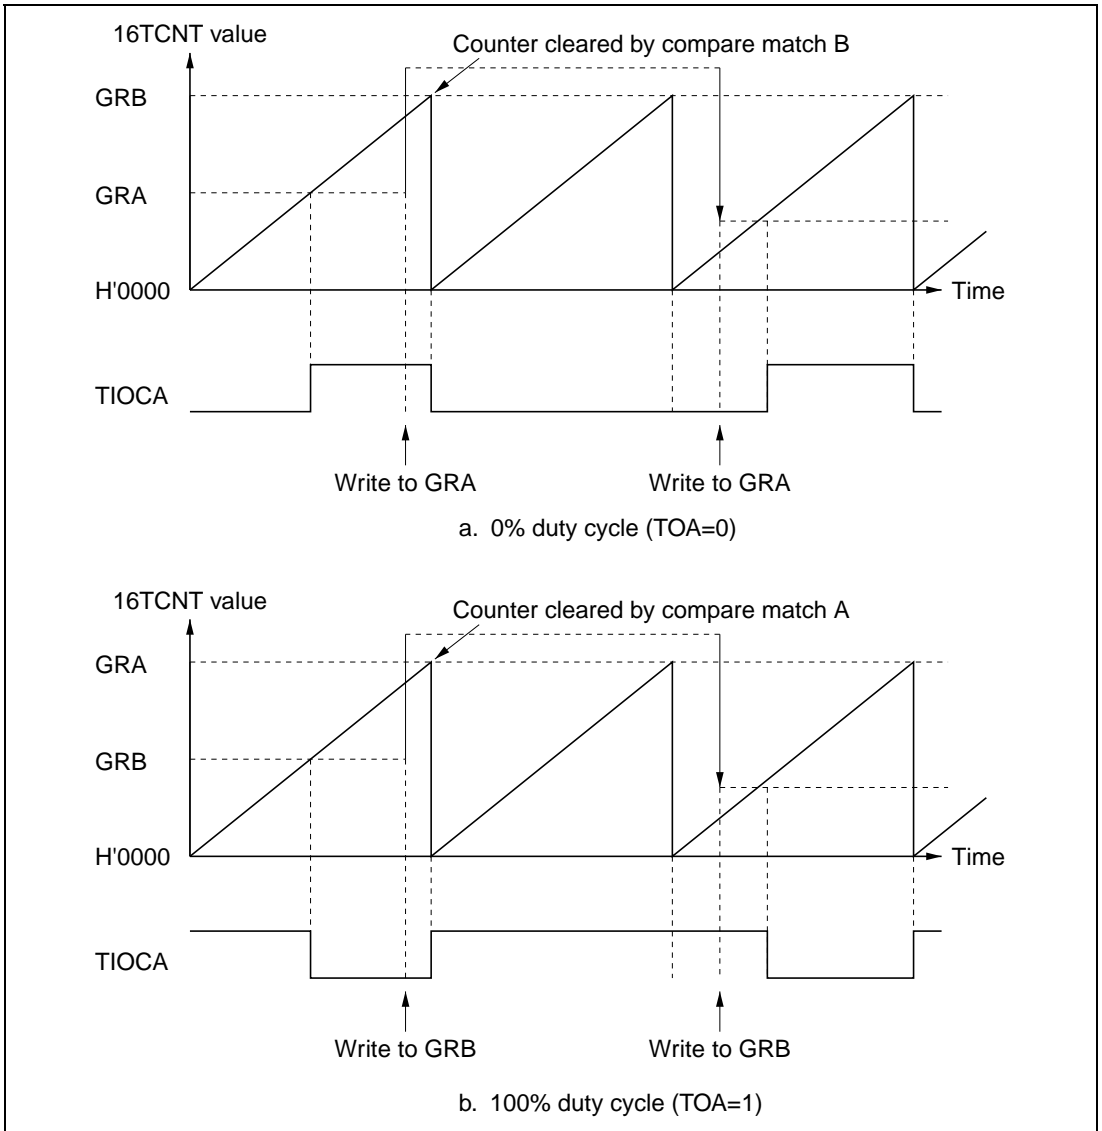 16TCNT value
Counter cleared by compare match B
GRB
GRA
H'0000
Time
TIOCA
Write to GRA
Write to GRA
a. 0% duty cycle (TOA=0)
16TCNT value
Counter cleared by compare match A
GRA
GRB
H'0000
Time
TIOCA
Write to GRB
Write to GRB
b. 100% duty cycle (TOA=1)